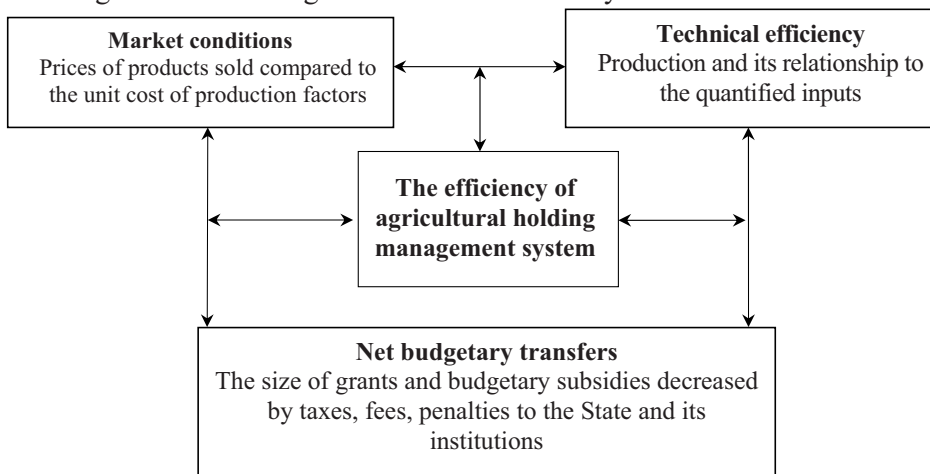 Market conditions
Prices of products sold compared to
the unit cost of production factors
Technical efficiency
Production and its relationship to
the quantified inputs
The efficiency of
agricultural holding
management system
Net budgetary transfers
The size of grants and budgetary subsidies decreased
by taxes, fees, penalties to the State and its
institutions